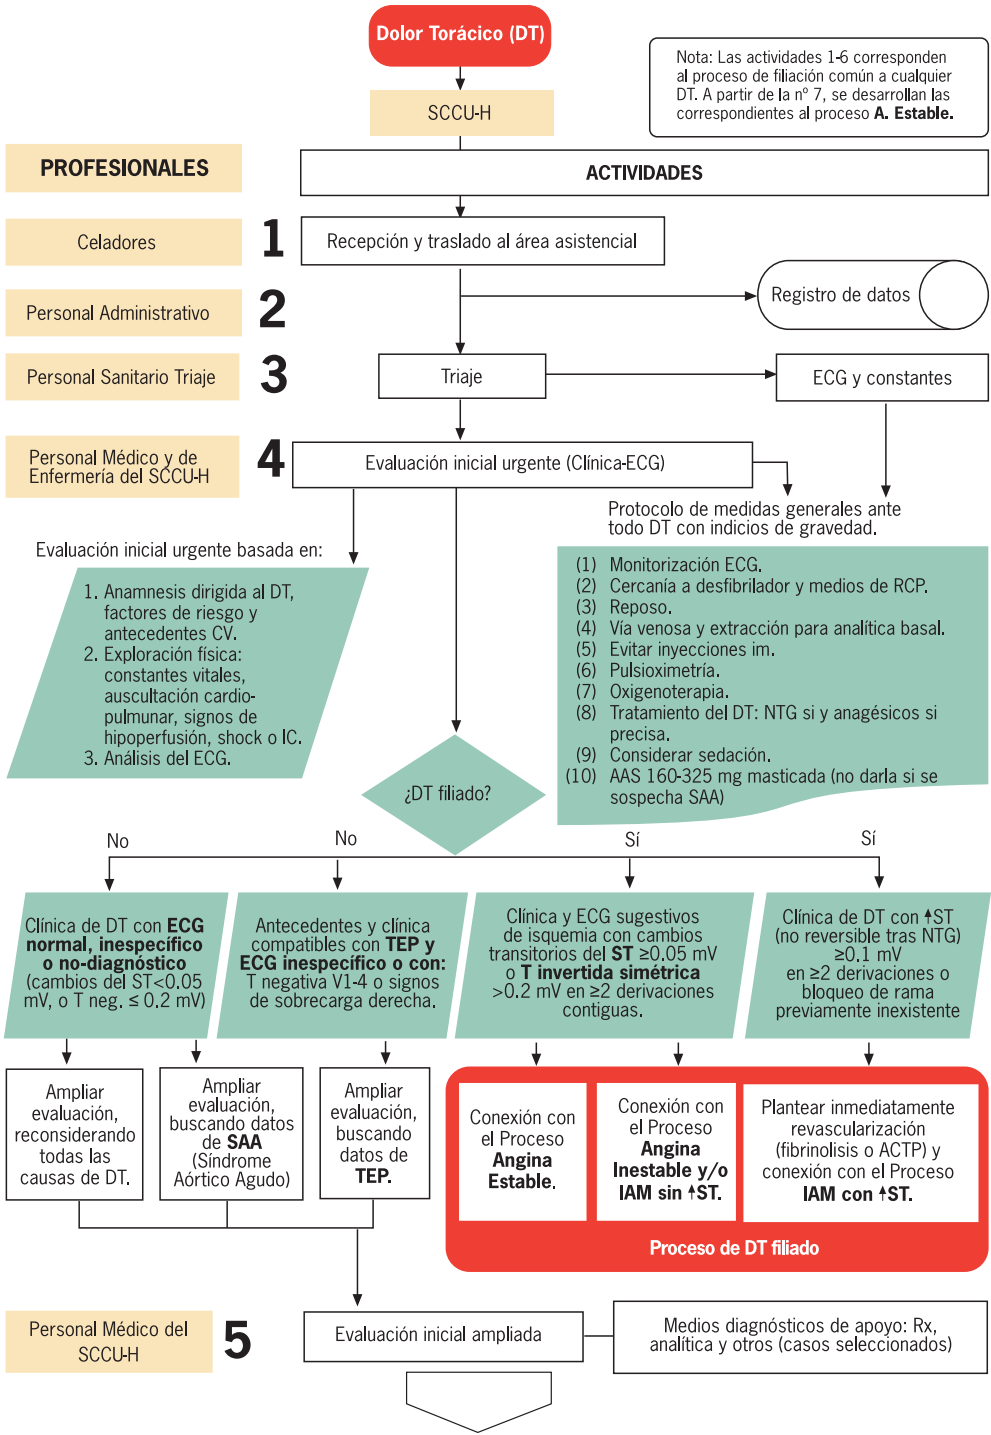 Dolor Torácico (DT)
Nota: Las actividades 1-6 corresponden
al proceso de filiación común a cualquier
DT. A partir de la nº 7, se desarrollan las
correspondientes al proceso A. Estable.
SCCU-H
PROFESIONALES
ACTIVIDADES
Celadores
1
Recepción y traslado al área asistencial
Personal Administrativo
2
Registro de datos
Personal Sanitario Triaje
3
Triaje
ECG y constantes
Personal Médico y de
Enfermería del SCCU-H
4
Evaluación inicial urgente (Clínica-ECG)
Protocolo de medidas generales ante
todo DT con indicios de gravedad.
Evaluación inicial urgente basada en:
1. Anamnesis dirigida al DT,
factores de riesgo y
antecedentes CV.
2. Exploración física:
constantes vitales,
auscultación cardio-
pulmunar, signos de
hipoperfusión, shock o IC.
3. Análisis del ECG.
(1) Monitorización ECG.
(2) Cercanía a desfibrilador y medios de RCP.
(3) Reposo.
(4) Vía venosa y extracción para analítica basal.
(5) Evitar inyecciones im.
(6) Pulsioximetría.
(7) Oxigenoterapia.
(8) Tratamiento del DT: NTG si y anagésicos si
precisa.
(9) Considerar sedación.
(10) AAS 160-325 mg masticada (no darla si se
sospecha SAA)
¿DT filiado?
No
No
Sí
Sí
Clínica de DT con ECG
normal, inespecífico
o no-diagnóstico
(cambios del ST<0.05
mV, o T neg. ≤ 0.2 mV)
Antecedentes y clínica
compatibles con TEP y
ECG inespecífico o con:
T negativa V1-4 o signos
de sobrecarga derecha.
Clínica y ECG sugestivos
de isquemia con cambios
transitorios del ST ≥0.05 mV
o T invertida simétrica
>0.2 mV en ≥2 derivaciones
contiguas.
Clínica de DT con ↑ST
(no reversible tras NTG)
≥0.1 mV
en ≥2 derivaciones o
bloqueo de rama
previamente inexistente
Ampliar
evaluación,
reconsiderando
todas las
causas de DT.
Ampliar
evaluación,
buscando datos
de SAA
(Síndrome
Aórtico Agudo)
Ampliar
evaluación,
buscando
datos de
TEP.
Conexión con
el Proceso
Angina
Estable.
Conexión con
el Proceso
Angina
Inestable y/o
IAM sin ↑ST.
Plantear inmediatamente
revascularización
(fibrinolisis o ACTP) y
conexión con el Proceso
IAM con ↑ST.
Proceso de DT filiado
Personal Médico del
SCCU-H
5
Evaluación inicial ampliada
Medios diagnósticos de apoyo: Rx,
analítica y otros (casos seleccionados)